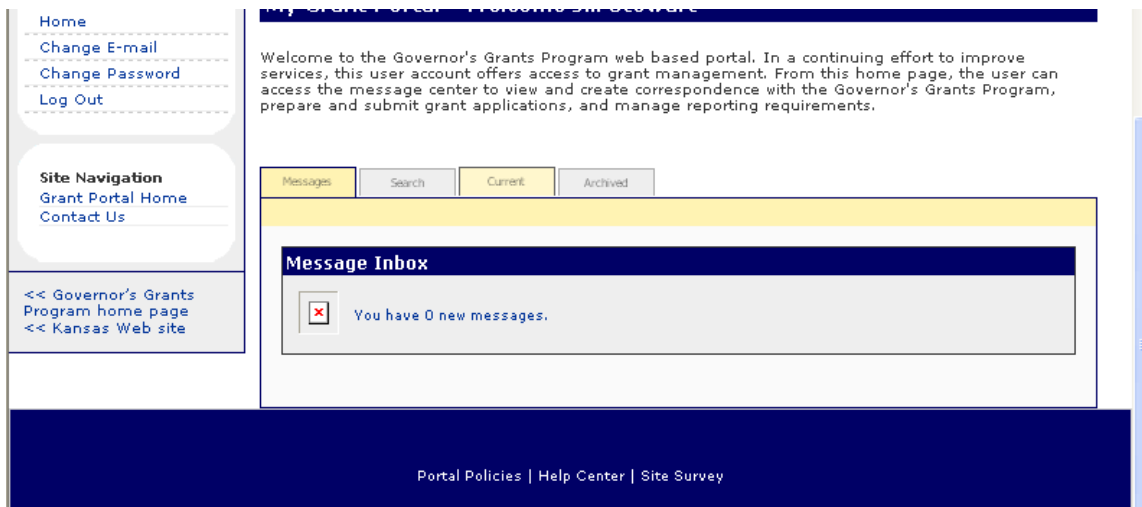 Home
Change E-mail
Change Password
Log Out
Site Navigation
Grant Portal Home
Contact Us
<< Governor's Grants
Program home page
<< Kansas Web site
My Grant Portal - Welcome
Welcome to the Governor's Grants Program web based portal. In a continuing effort to improve
services, this user account offers access to grant management. From this home page, the user can
access the message center to view and create correspondence with the Governor's Grants Program,
prepare and submit grant applications, and manage reporting requirements.
Messages Search Current Archived
Message Inbox
You have 0 new messages.
Portal Policies | Help Center | Site Survey